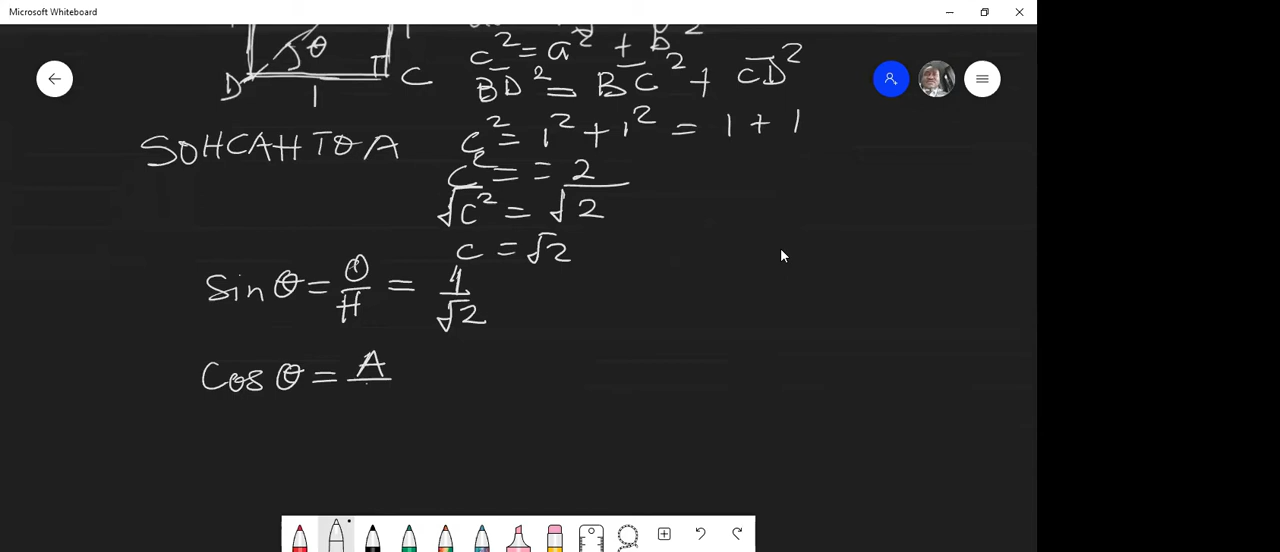 Microsoft Whiteboard
θ
c² = a² + b²
BD² = BC² + CD²
D
C
1
SOHCAHTOA
c² = 1² + 1² = 1 + 1
c² = = 2
√c² = √2
c = √2
Sin θ = O/H = 1/√2
Cos θ = A